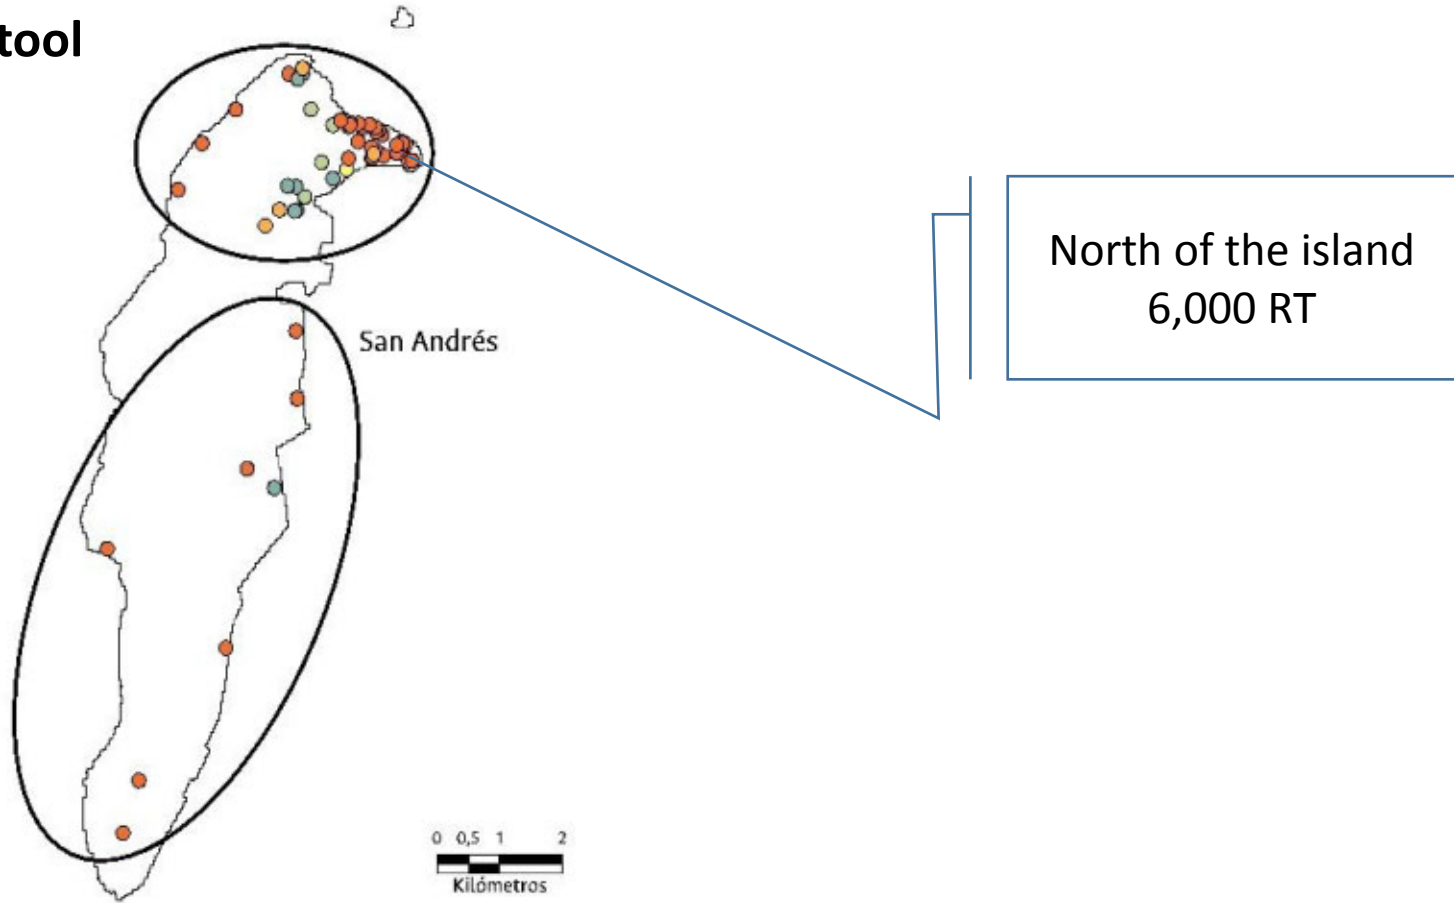 tool
North of the island
6,000 RT
San Andrés
0 0,5 1 2
Kilómetros